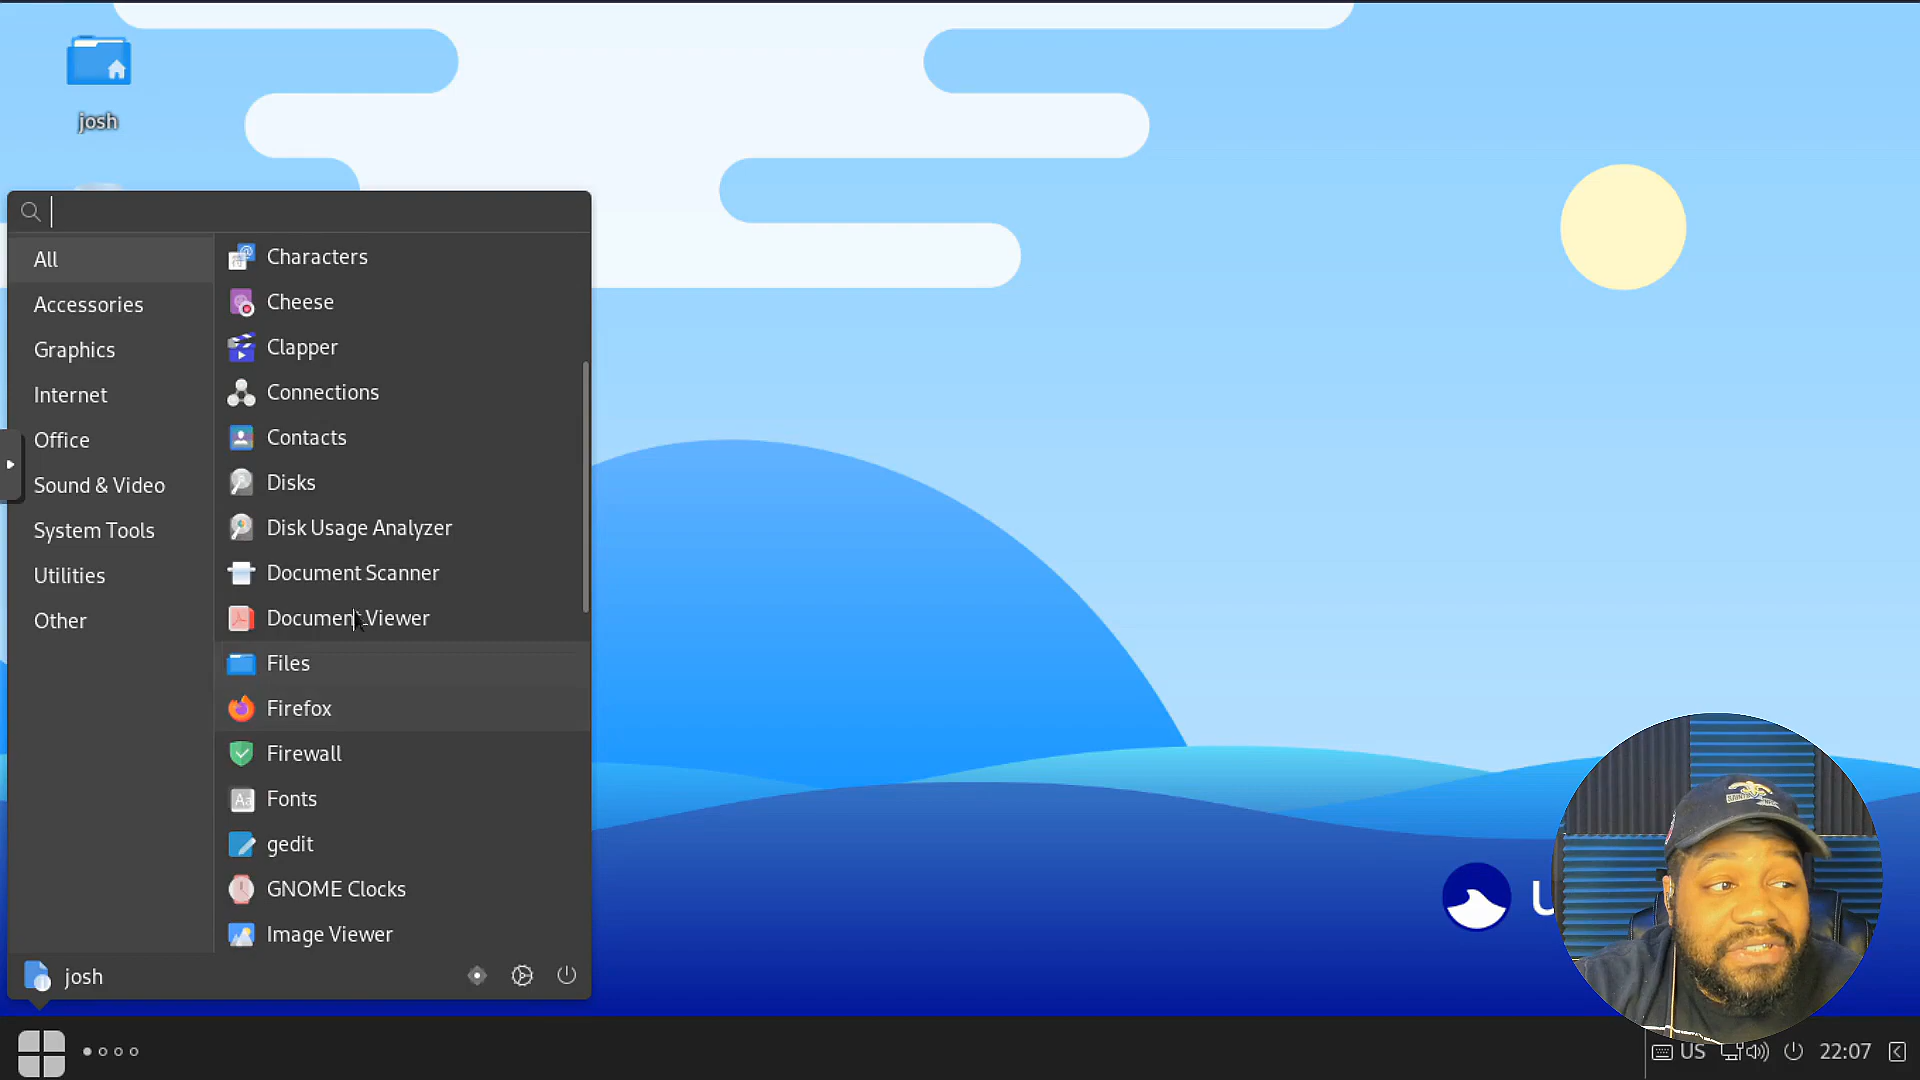 josh
All
Accessories
Graphics
Internet
Office
Sound & Video
System Tools
Utilities
Other
Characters
Cheese
Clapper
Connections
Contacts
Disks
Disk Usage Analyzer
Document Scanner
Document Viewer
Files
Firefox
Firewall
Fonts
gedit
GNOME Clocks
Image Viewer
josh
US
22:07